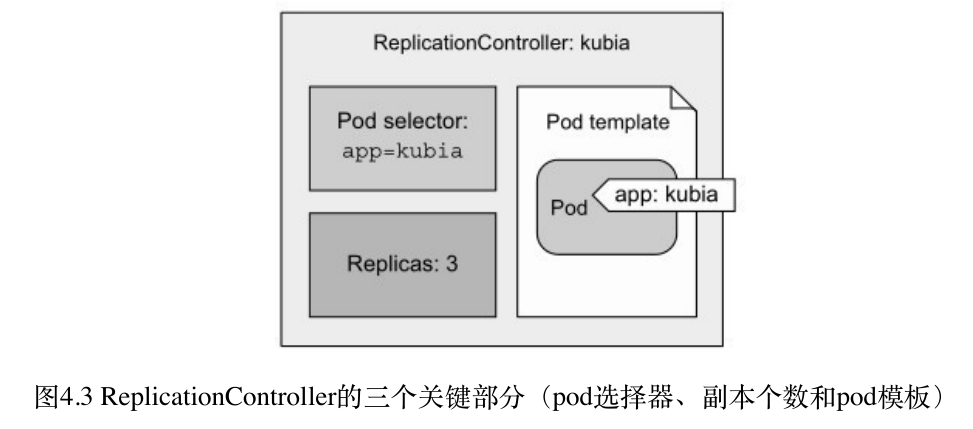 ReplicationController: kubia
Pod selector:
app=kubia
Replicas: 3
Pod template
Pod
app: kubia
图4.3 ReplicationController的三个关键部分（pod选择器、副本个数和pod模板）